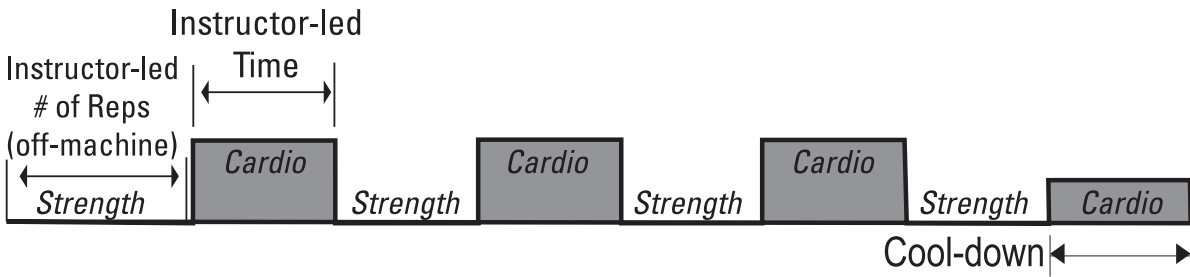 Instructor-led
Time
Instructor-led
# of Reps
(off-machine)
Strength
Cardio
Strength
Cardio
Strength
Cardio
Strength
Cardio
Cool-down